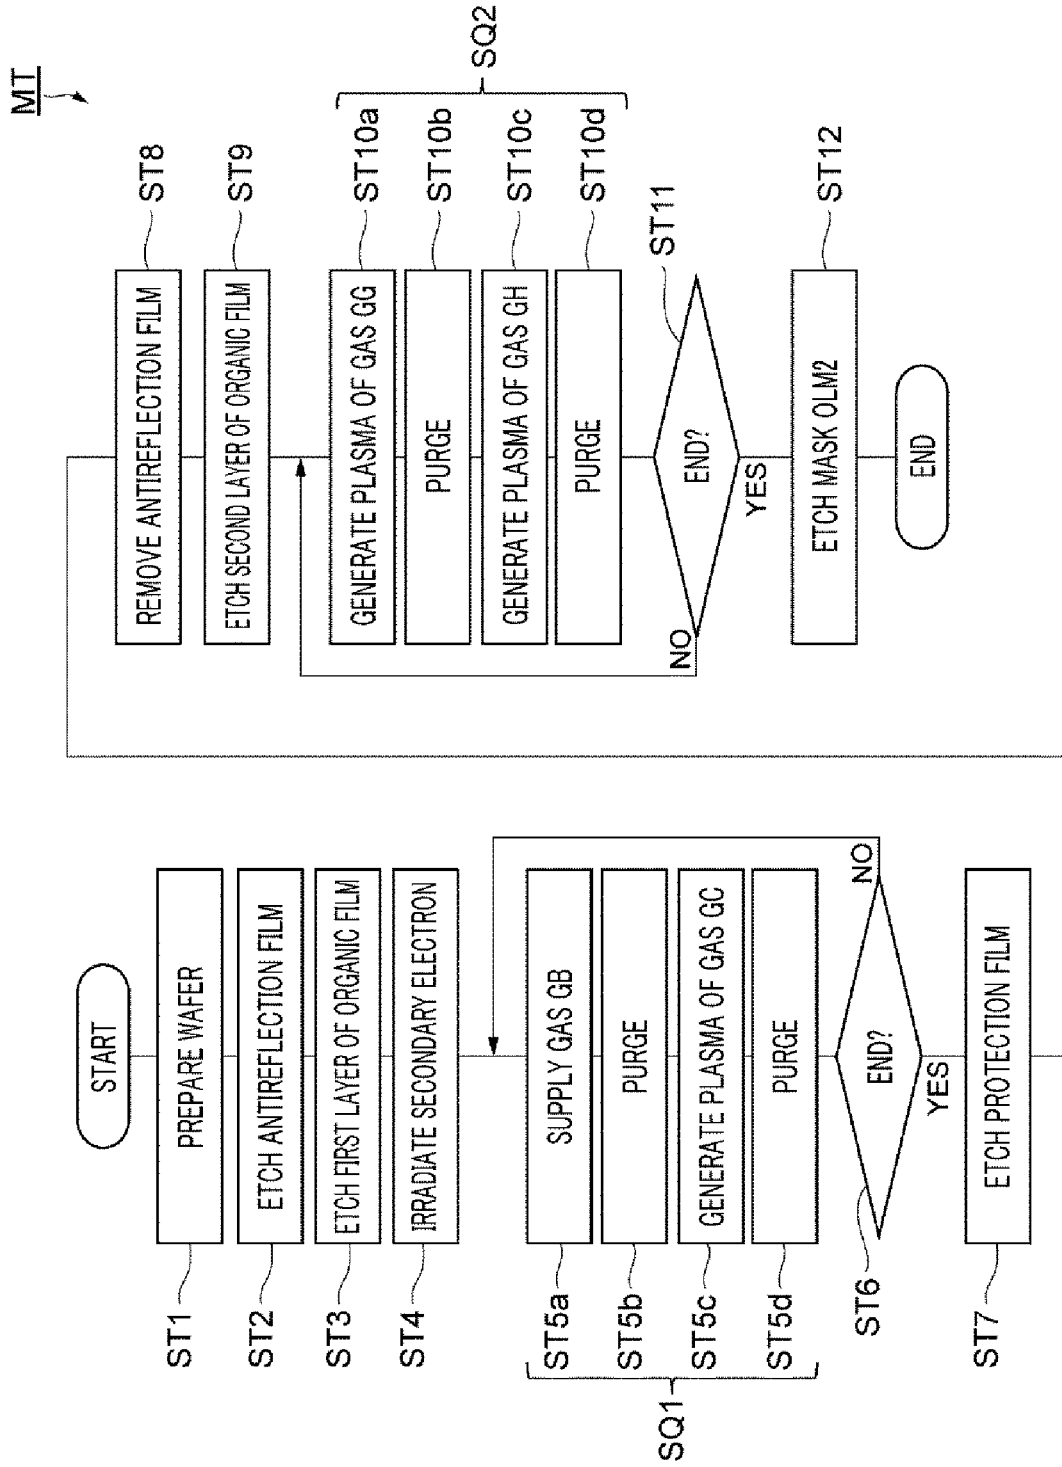 MT
START
ST1
PREPARE WAFER
ST2
ETCH ANTIREFLECTION FILM
ST3
ETCH FIRST LAYER OF ORGANIC FILM
ST4
IRRADIATE SECONDARY ELECTRON
SQ1
ST5a
SUPPLY GAS GB
ST5b
PURGE
ST5c
GENERATE PLASMA OF GAS GC
ST5d
PURGE
ST6
END?
NO
YES
ST7
ETCH PROTECTION FILM
REMOVE ANTIREFLECTION FILM
ST8
ETCH SECOND LAYER OF ORGANIC FILM
ST9
GENERATE PLASMA OF GAS GG
ST10a
PURGE
ST10b
GENERATE PLASMA OF GAS GH
ST10c
PURGE
ST10d
SQ2
END?
ST11
NO
YES
ETCH MASK OLM2
ST12
END